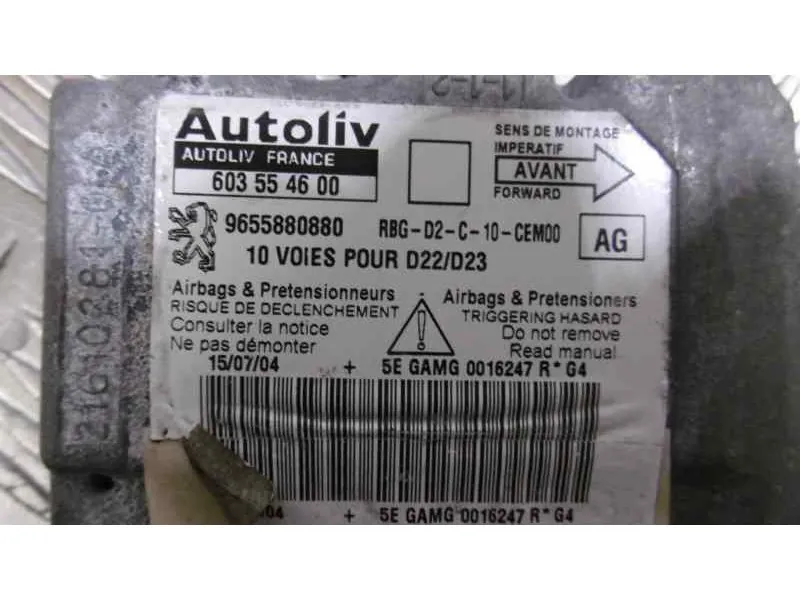 Autoliv
AUTOLIV FRANCE
603 55 46 00
SENS DE MONTAGE
IMPERATIF
AVANT
FORWARD
9655880880 RBG-D2-C-10-CEM00 AG
10 VOIES POUR D22/D23
Airbags & Pretensionneurs
RISQUE DE DECLENCHEMENT
Consulter la notice
Ne pas démonter
Airbags & Pretensioners
TRIGGERING HASARD
Do not remove
Read manual
15/07/04 + 5E GAMG 0016247 R*G4
04 + 5E GAMG 0016247 R*G4